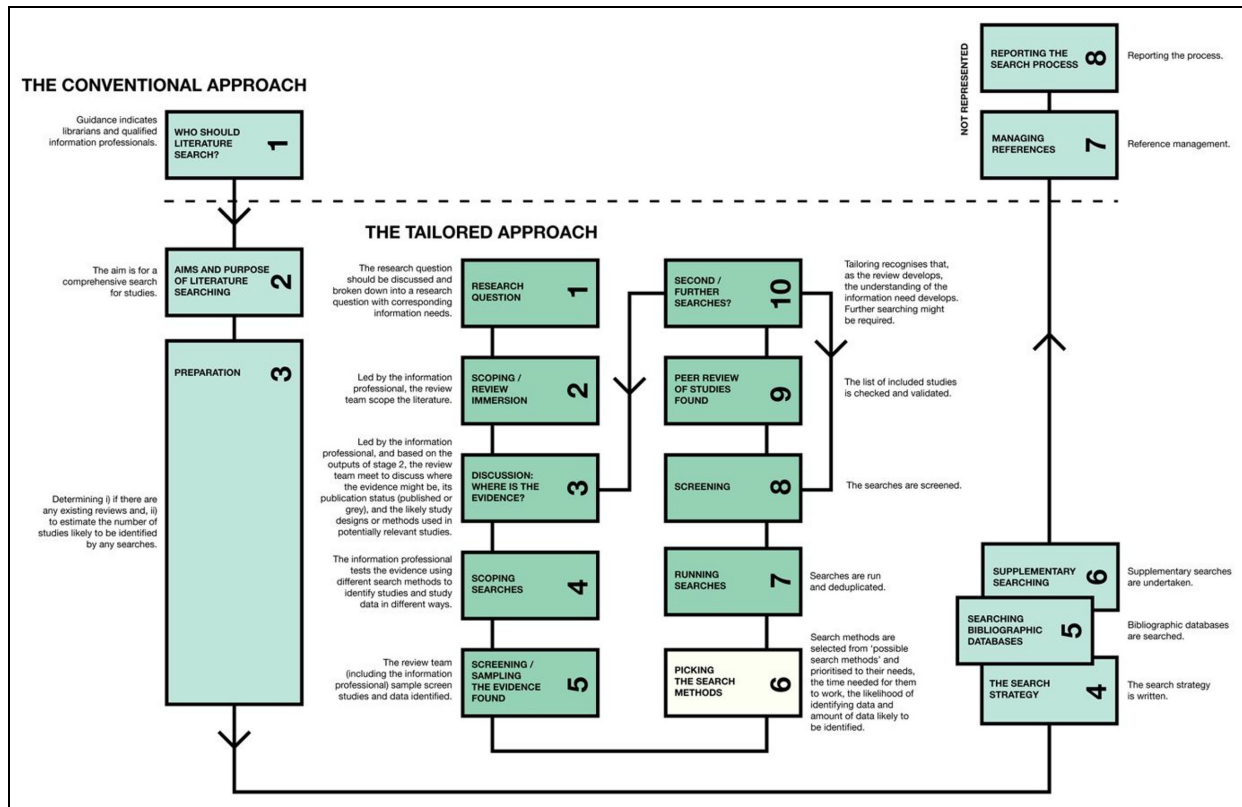 THE CONVENTIONAL APPROACH
Guidance indicates
librarians and qualified
information professionals.
WHO SHOULD
LITERATURE
SEARCH?
1
The aim is for a
comprehensive search
for studies.
AIMS AND PURPOSE
OF LITERATURE
SEARCHING
2
Determining i) if there are
any existing reviews and, ii)
to estimate the number of
studies likely to be identified
by any searches.
PREPARATION
3
THE TAILORED APPROACH
The research question
should be discussed and
broken down into a research
question with corresponding
information needs.
RESEARCH
QUESTION
1
Led by the information
professional, the review
team scope the literature.
SCOPING /
REVIEW
IMMERSION
2
Led by the information
professional, and based on the
outputs of stage 2, the review
team meet to discuss where
the evidence might be, its
publication status (published or
grey), and the likely study
designs or methods used in
potentially relevant studies.
DISCUSSION:
WHERE IS THE
EVIDENCE?
3
The information professional
tests the evidence using
different search methods to
identify studies and study
data in different ways.
SCOPING
SEARCHES
4
The review team
(including the information
professional) sample screen
studies and data identified.
SCREENING /
SAMPLING
THE EVIDENCE
FOUND
5
PICKING
THE SEARCH
METHODS
6
Search methods are
selected from ‘possible
search methods’ and
prioritised to their needs,
the time needed for them
to work, the likelihood of
identifying data and
amount of data likely to
be identified.
RUNNING
SEARCHES
7
Searches are run
and deduplicated.
SCREENING
8
The searches are screened.
PEER REVIEW
OF STUDIES
FOUND
9
The list of included studies
is checked and validated.
SECOND /
FURTHER
SEARCHES?
10
Tailoring recognises that,
as the review develops,
the understanding of the
information need develops.
Further searching might
be required.
THE SEARCH
STRATEGY
4
The search strategy
is written.
SEARCHING
BIBLIOGRAPHIC
DATABASES
5
Bibliographic databases
are searched.
SUPPLEMENTARY
SEARCHING
6
Supplementary searches
are undertaken.
NOT REPRESENTED
MANAGING
REFERENCES
7
Reference management.
REPORTING THE
SEARCH PROCESS
8
Reporting the process.